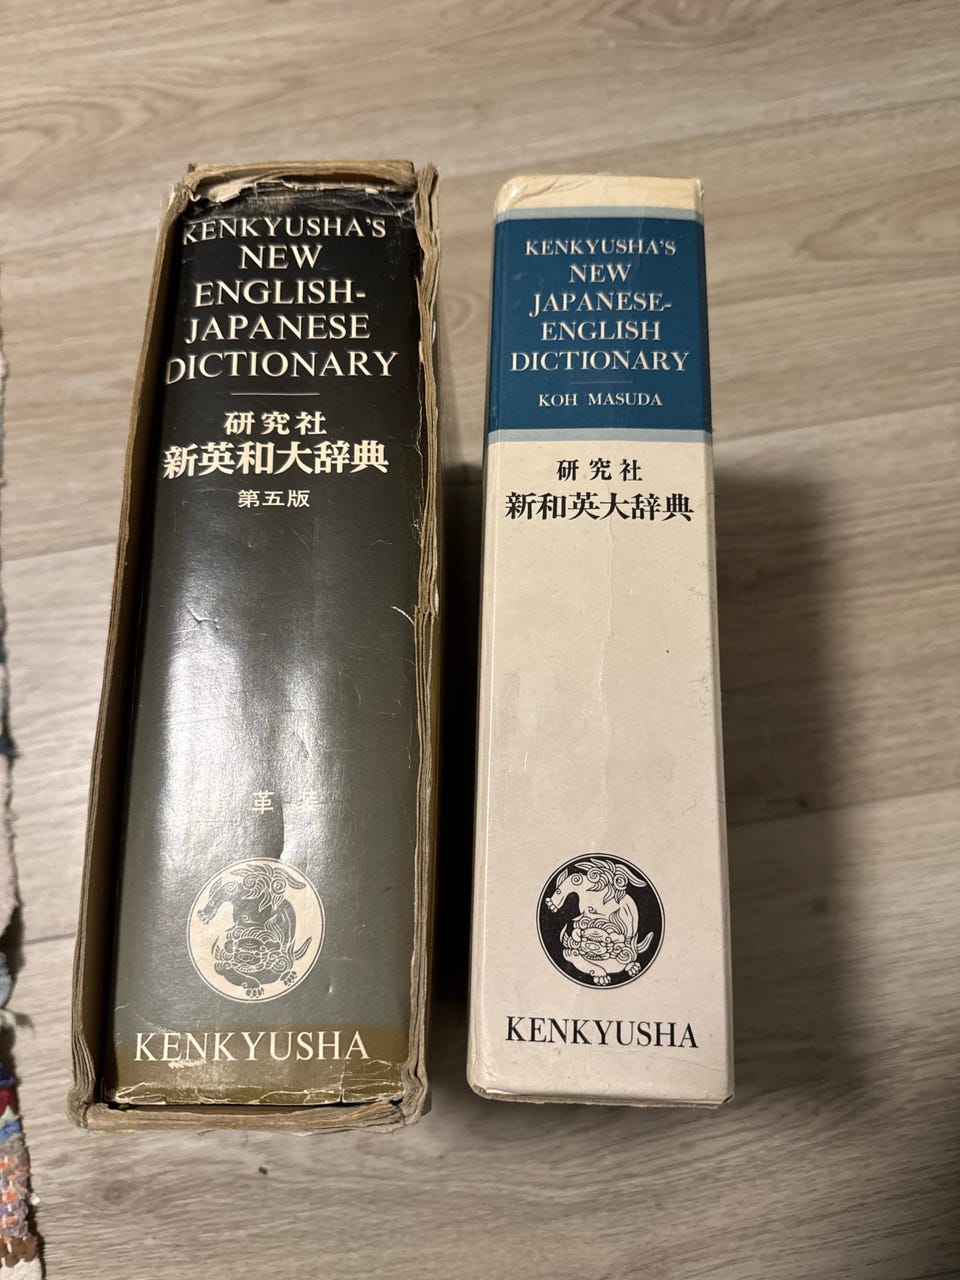 KENKYUSHA'S
NEW
ENGLISH-
JAPANESE
DICTIONARY
研究社
新英和大辞典
第五版
革装
KENKYUSHA
KENKYUSHA'S
NEW
JAPANESE-
ENGLISH
DICTIONARY
KOH MASUDA
研究社
新和英大辞典
KENKYUSHA